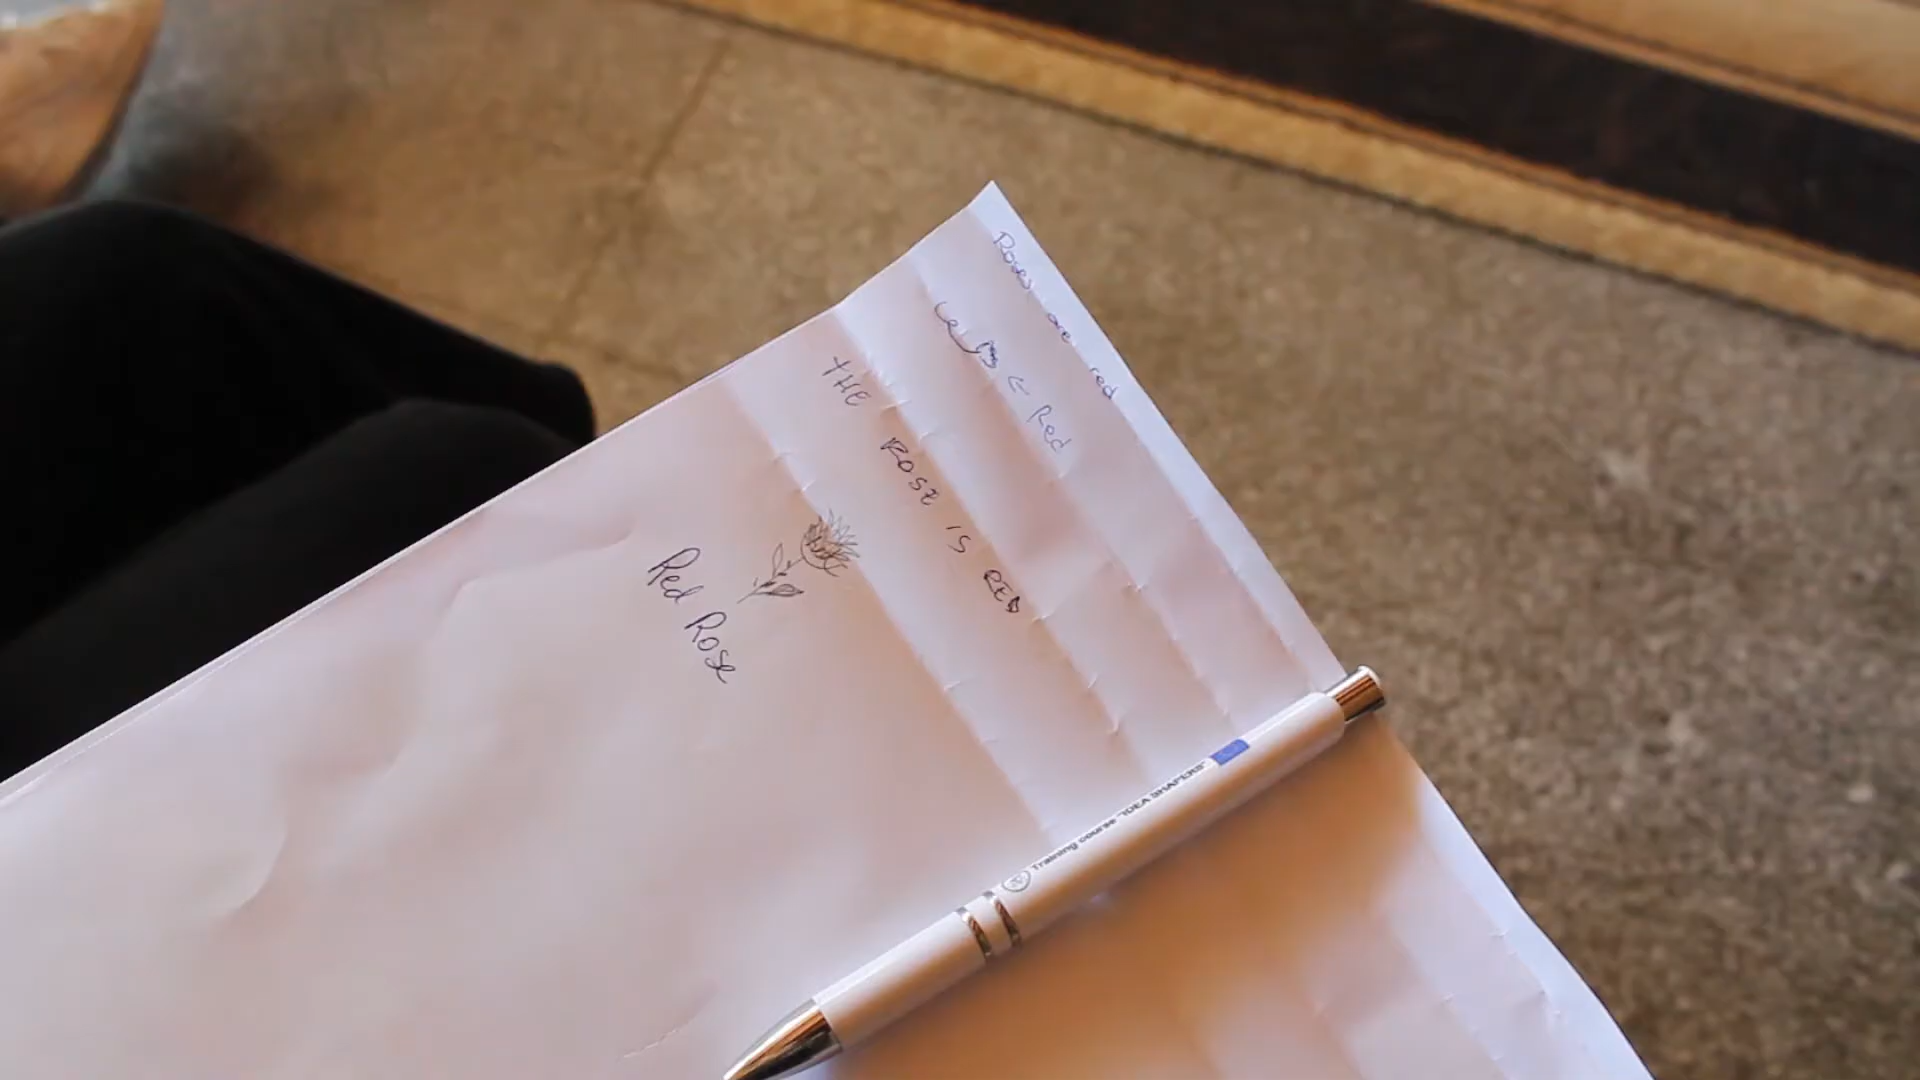 Roses are red
← Red
THE ROSE IS RED
Red Rose
Training course "IDEA SHAPERS"